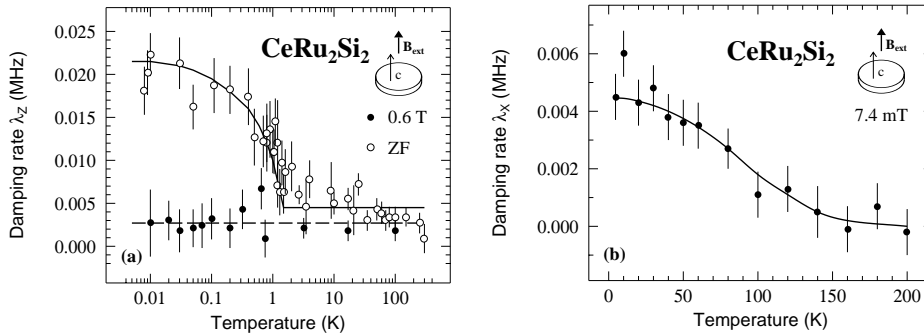 0.025
0.020
0.015
0.010
0.005
0.000
Damping rate λZ (MHz)
CeRu2Si2
Bext
c
0.6 T
ZF
(a)
0.01 0.1 1 10 100
Temperature (K)
0.006
0.004
0.002
0.000
Damping rate λX (MHz)
CeRu2Si2
Bext
c
7.4 mT
(b)
0 50 100 150 200
Temperature (K)